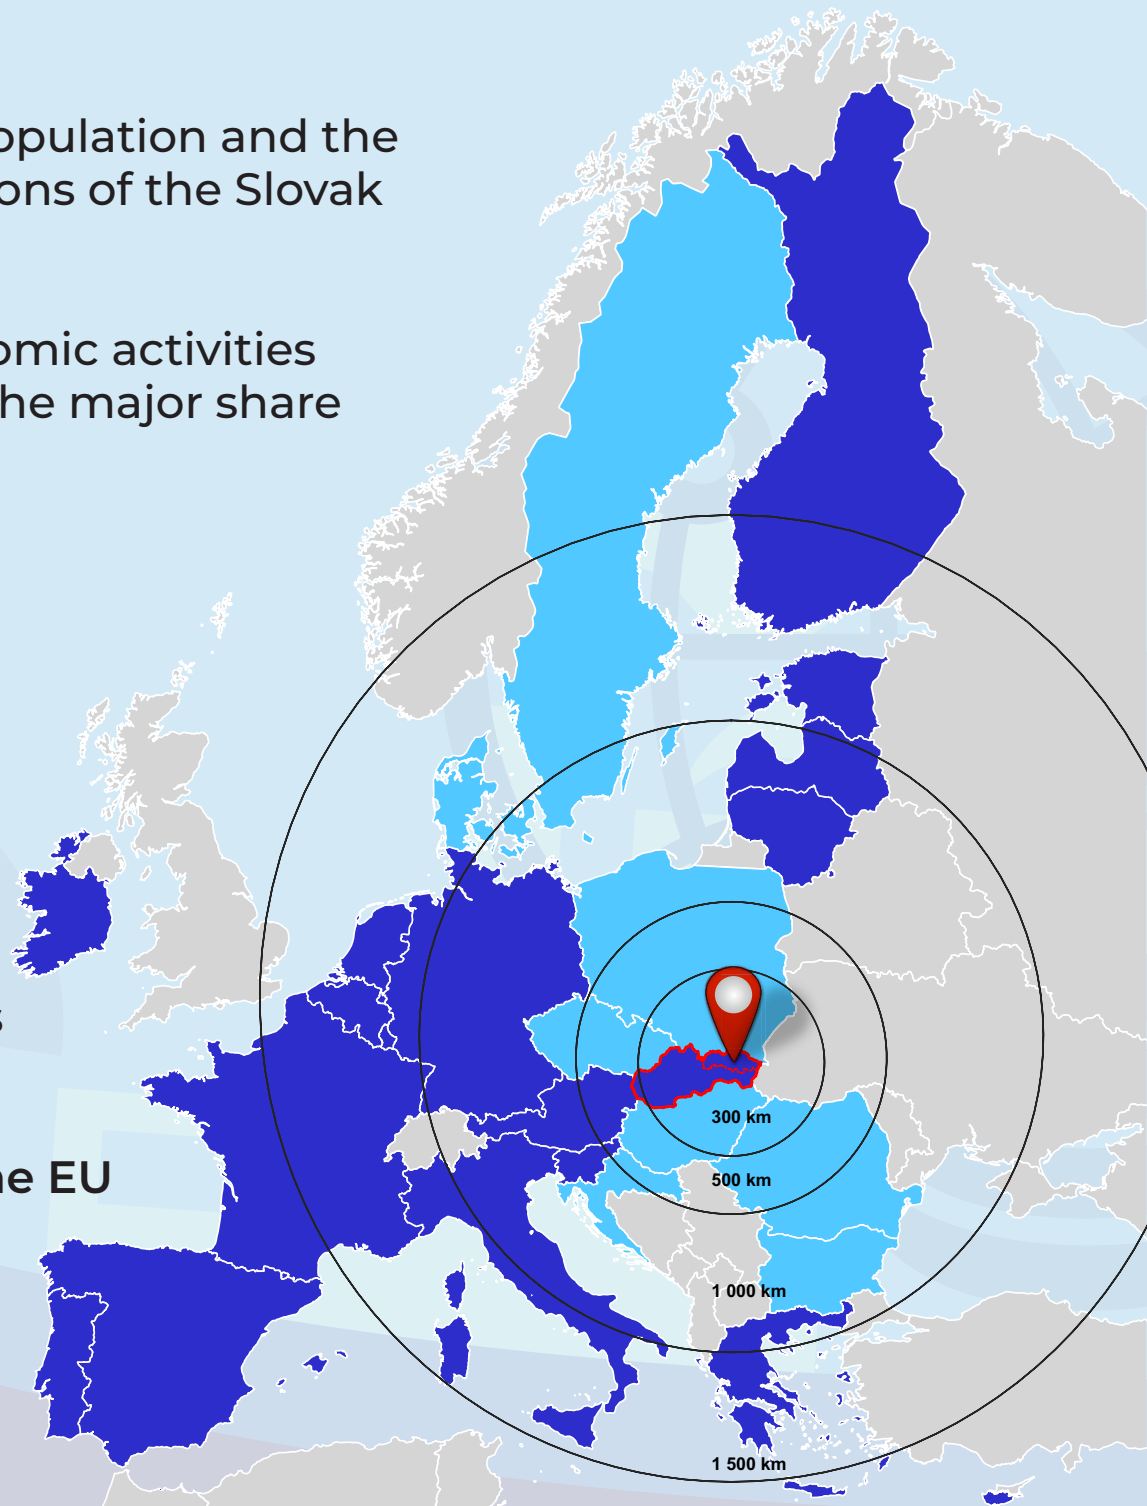 opulation and the
ons of the Slovak
omic activities
he major share
s
e EU
300 km
500 km
1 000 km
1 500 km